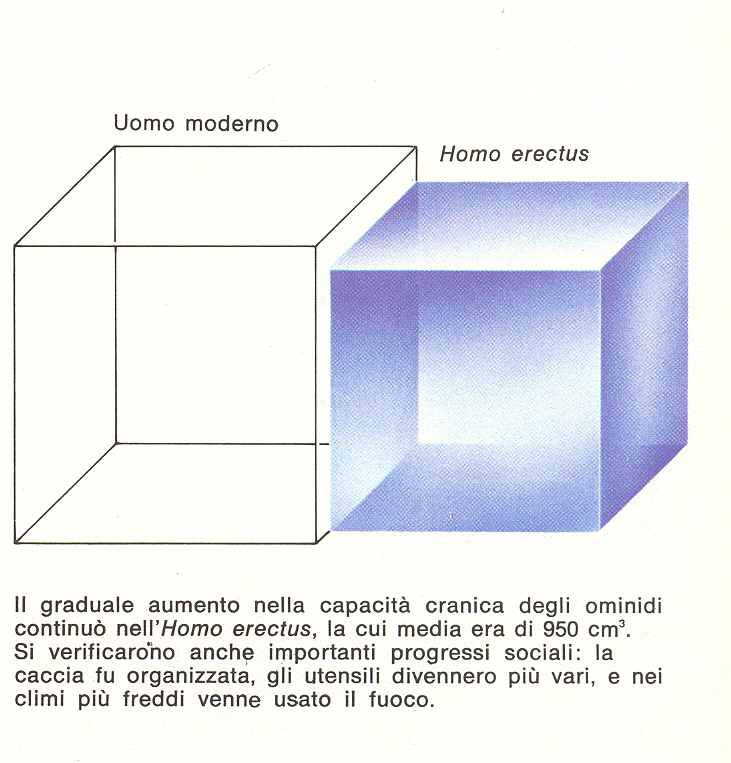 Uomo moderno
Homo erectus
Il graduale aumento nella capacità cranica degli ominidi
continuò nell'Homo erectus, la cui media era di 950 cm³.
Si verificarono anche importanti progressi sociali: la
caccia fu organizzata, gli utensili divennero più vari, e nei
climi più freddi venne usato il fuoco.